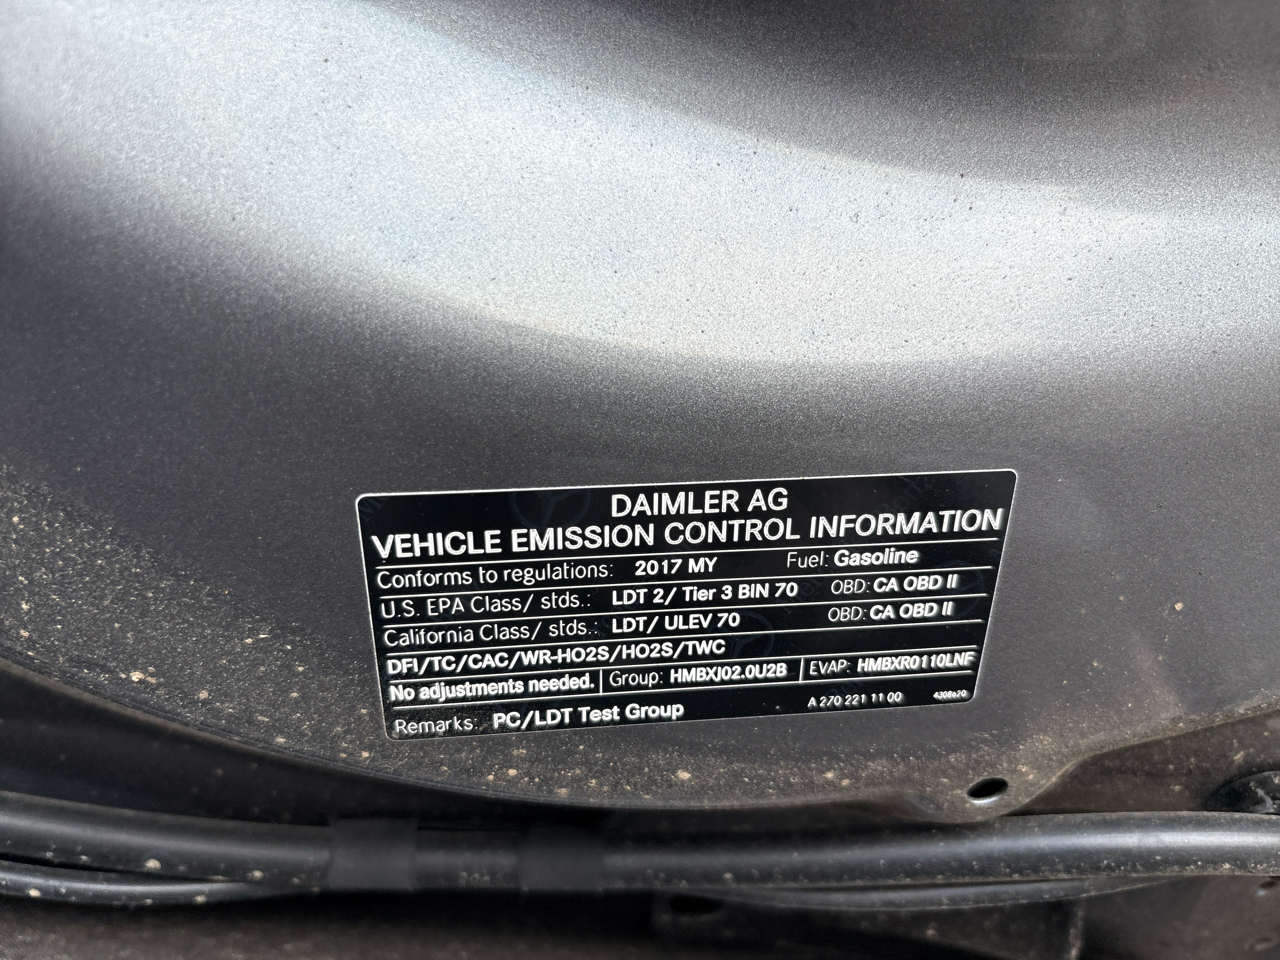 DAIMLER AG
VEHICLE EMISSION CONTROL INFORMATION
Conforms to regulations: 2017 MY Fuel: Gasoline
U.S. EPA Class/ stds.: LDT 2/ Tier 3 BIN 70 OBD: CA OBD II
California Class/ stds.: LDT/ ULEV 70 OBD: CA OBD II
DFI/TC/CAC/WR-HO2S/HO2S/TWC
No adjustments needed. Group: HMBXJ02.0U2B EVAP: HMBXR0110LNF
Remarks: PC/LDT Test Group A 270 221 11 00 4308620